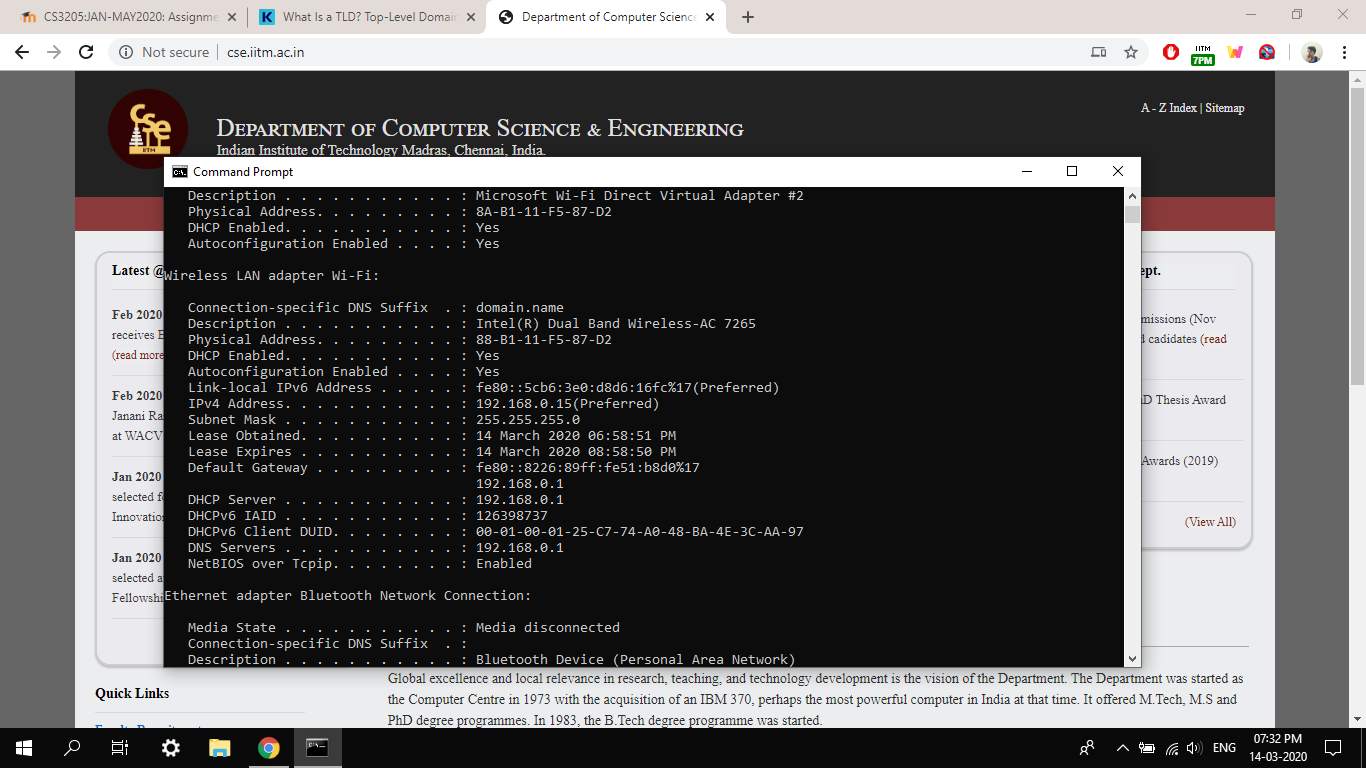 CS3205:JAN-MAY2020: Assignme
What Is a TLD? Top-Level Domain
Department of Computer Science
Not secure
cse.iitm.ac.in
IITM
7PM
A - Z Index | Sitemap
CSE
IITM
DEPARTMENT OF COMPUTER SCIENCE & ENGINEERING
Indian Institute of Technology Madras, Chennai, India.
Command Prompt
Description . . . . . . . . . . . : Microsoft Wi-Fi Direct Virtual Adapter #2
Physical Address. . . . . . . . . : 8A-B1-11-F5-87-D2
DHCP Enabled. . . . . . . . . . . : Yes
Autoconfiguration Enabled . . . . : Yes
Wireless LAN adapter Wi-Fi:
Connection-specific DNS Suffix  . : domain.name
Description . . . . . . . . . . . : Intel(R) Dual Band Wireless-AC 7265
Physical Address. . . . . . . . . : 88-B1-11-F5-87-D2
DHCP Enabled. . . . . . . . . . . : Yes
Autoconfiguration Enabled . . . . : Yes
Link-local IPv6 Address . . . . . : fe80::5cb6:3e0:d8d6:16fc%17(Preferred)
IPv4 Address. . . . . . . . . . . : 192.168.0.15(Preferred)
Subnet Mask . . . . . . . . . . . : 255.255.255.0
Lease Obtained. . . . . . . . . . : 14 March 2020 06:58:51 PM
Lease Expires . . . . . . . . . . : 14 March 2020 08:58:50 PM
Default Gateway . . . . . . . . . : fe80::8226:89ff:fe51:b8d0%17
192.168.0.1
DHCP Server . . . . . . . . . . . : 192.168.0.1
DHCPv6 IAID . . . . . . . . . . . : 126398737
DHCPv6 Client DUID. . . . . . . . : 00-01-00-01-25-C7-74-A0-48-BA-4E-3C-AA-97
DNS Servers . . . . . . . . . . . : 192.168.0.1
NetBIOS over Tcpip. . . . . . . . : Enabled
Ethernet adapter Bluetooth Network Connection:
Media State . . . . . . . . . . . : Media disconnected
Connection-specific DNS Suffix  . :
Description . . . . . . . . . . . : Bluetooth Device (Personal Area Network)
Latest @
Feb 2020
receives
(read more
Feb 2020
Janani Ra
at WACV
Jan 2020
selected f
Innovation
Jan 2020
selected a
Fellowshi
Quick Links
ept.
missions (Nov
d cadidates (read
D Thesis Award
Awards (2019)
(View All)
Global excellence and local relevance in research, teaching, and technology development is the vision of the Department. The Department was started as
the Computer Centre in 1973 with the acquisition of an IBM 370, perhaps the most powerful computer in India at that time. It offered M.Tech, M.S and
PhD degree programmes. In 1983, the B.Tech degree programme was started.
ENG
07:32 PM
14-03-2020